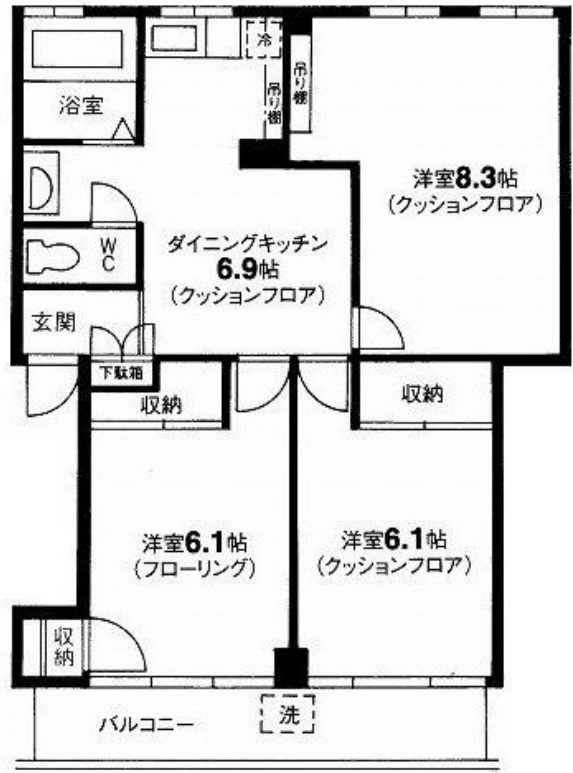 冷
吊り棚
吊り棚
浴室
洋室8.3帖
(クッションフロア)
WC
ダイニングキッチン
6.9帖
(クッションフロア)
玄関
下駄箱
収納
収納
洋室6.1帖
(フローリング)
洋室6.1帖
(クッションフロア)
収納
洗
バルコニー